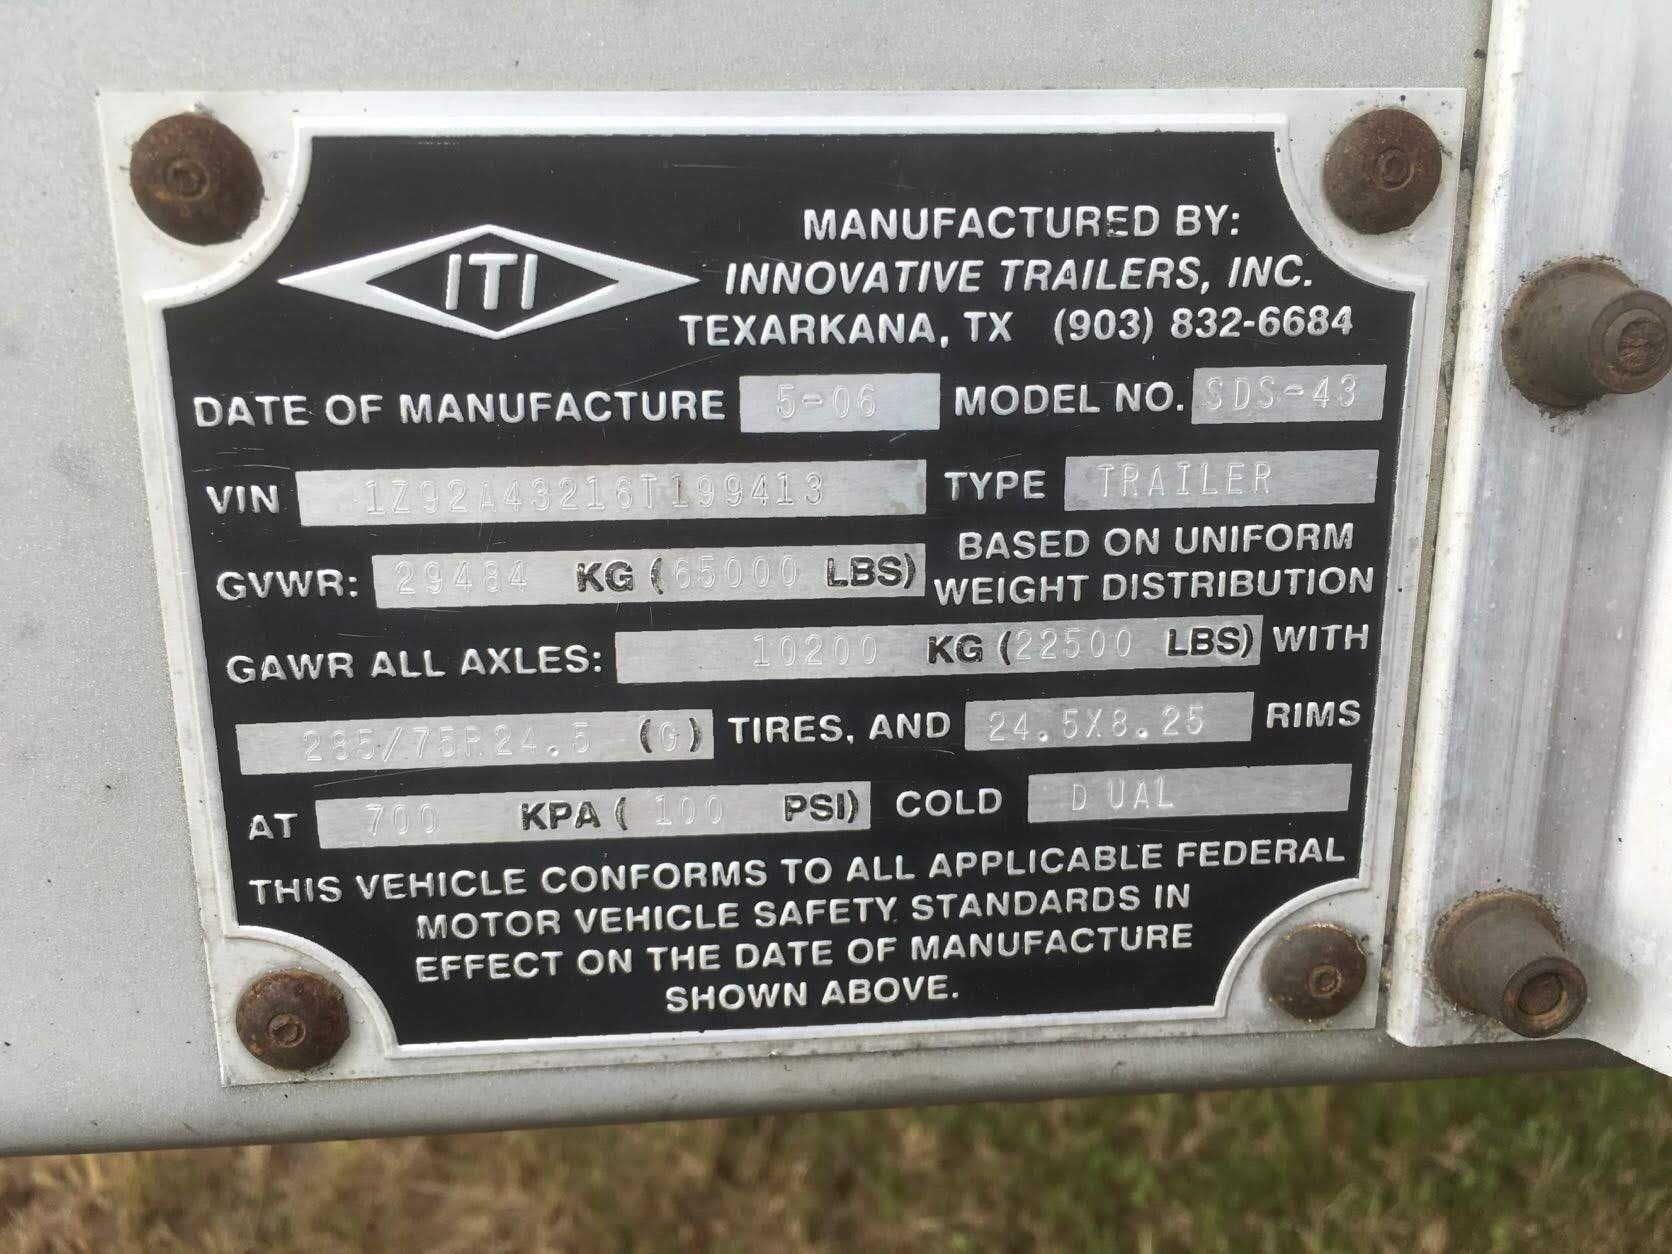 ITI
MANUFACTURED BY:
INNOVATIVE TRAILERS, INC.
TEXARKANA, TX (903) 832-6684
DATE OF MANUFACTURE 5-06 MODEL NO. SDS-43
VIN 1Z92A43216T199413 TYPE TRAILER
GVWR: 29484 KG (65000 LBS) BASED ON UNIFORM
WEIGHT DISTRIBUTION
GAWR ALL AXLES: 10200 KG (22500 LBS) WITH
285/75R24.5 (G) TIRES, AND 24.5X8.25 RIMS
AT 700 KPA ( 100 PSI) COLD DUAL
THIS VEHICLE CONFORMS TO ALL APPLICABLE FEDERAL
MOTOR VEHICLE SAFETY STANDARDS IN
EFFECT ON THE DATE OF MANUFACTURE
SHOWN ABOVE.